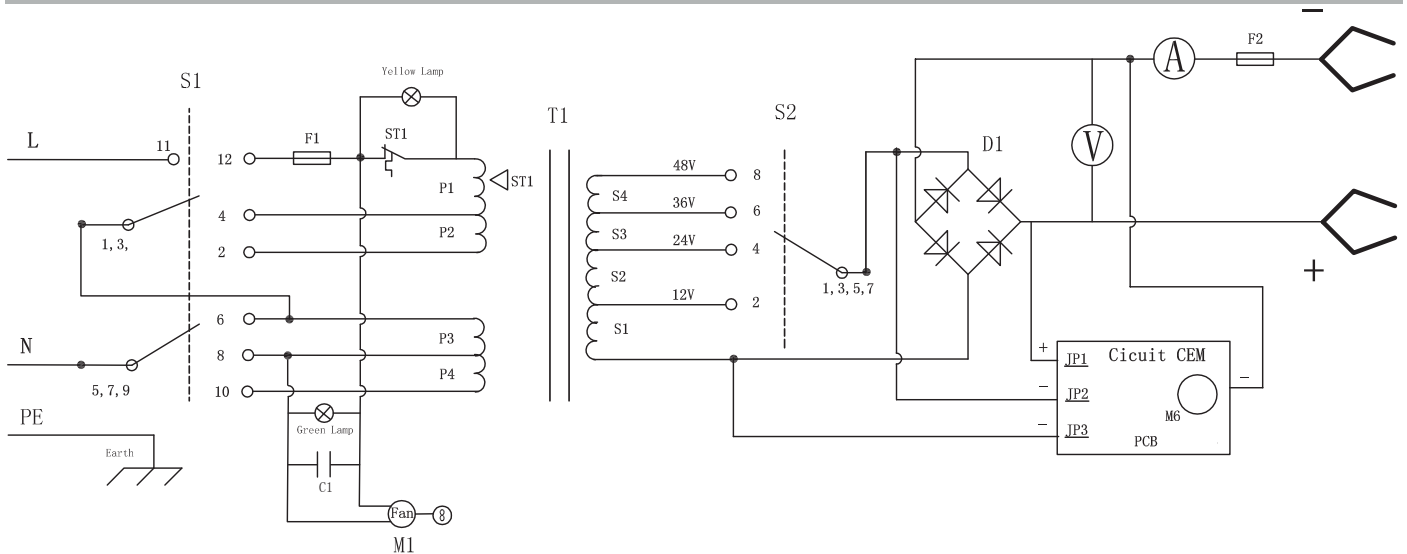 S1
Yellow Lamp
L
11
12
F1
ST1
P1
ST1
4
P2
1,3,
2
6
P3
N
8
P4
5,7,9
10
PE
Green Lamp
Earth
C1
Fan
8
M1
T1
S2
48V
8
S4
36V
6
S3
24V
4
S2
1,3,5,7
12V
2
S1
D1
−
A
F2
V
+
+
JP1
Cicuit CEM
−
JP2
−
M6
−
JP3
PCB